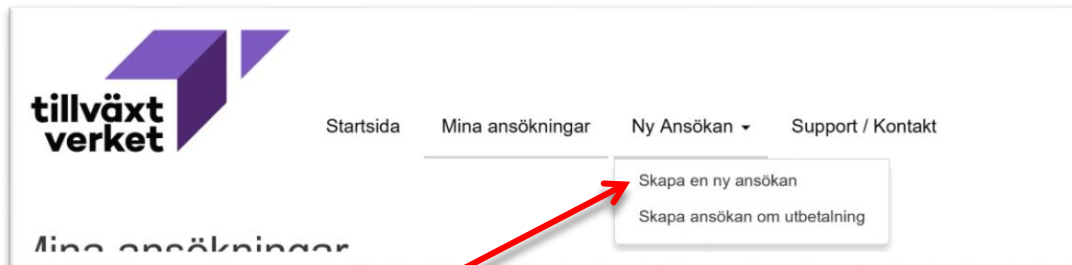 tillväxt
verket
Startsida Mina ansökningar Ny Ansökan Support / Kontakt
Skapa en ny ansökan
Skapa ansökan om utbetalning
Mina ansökningar